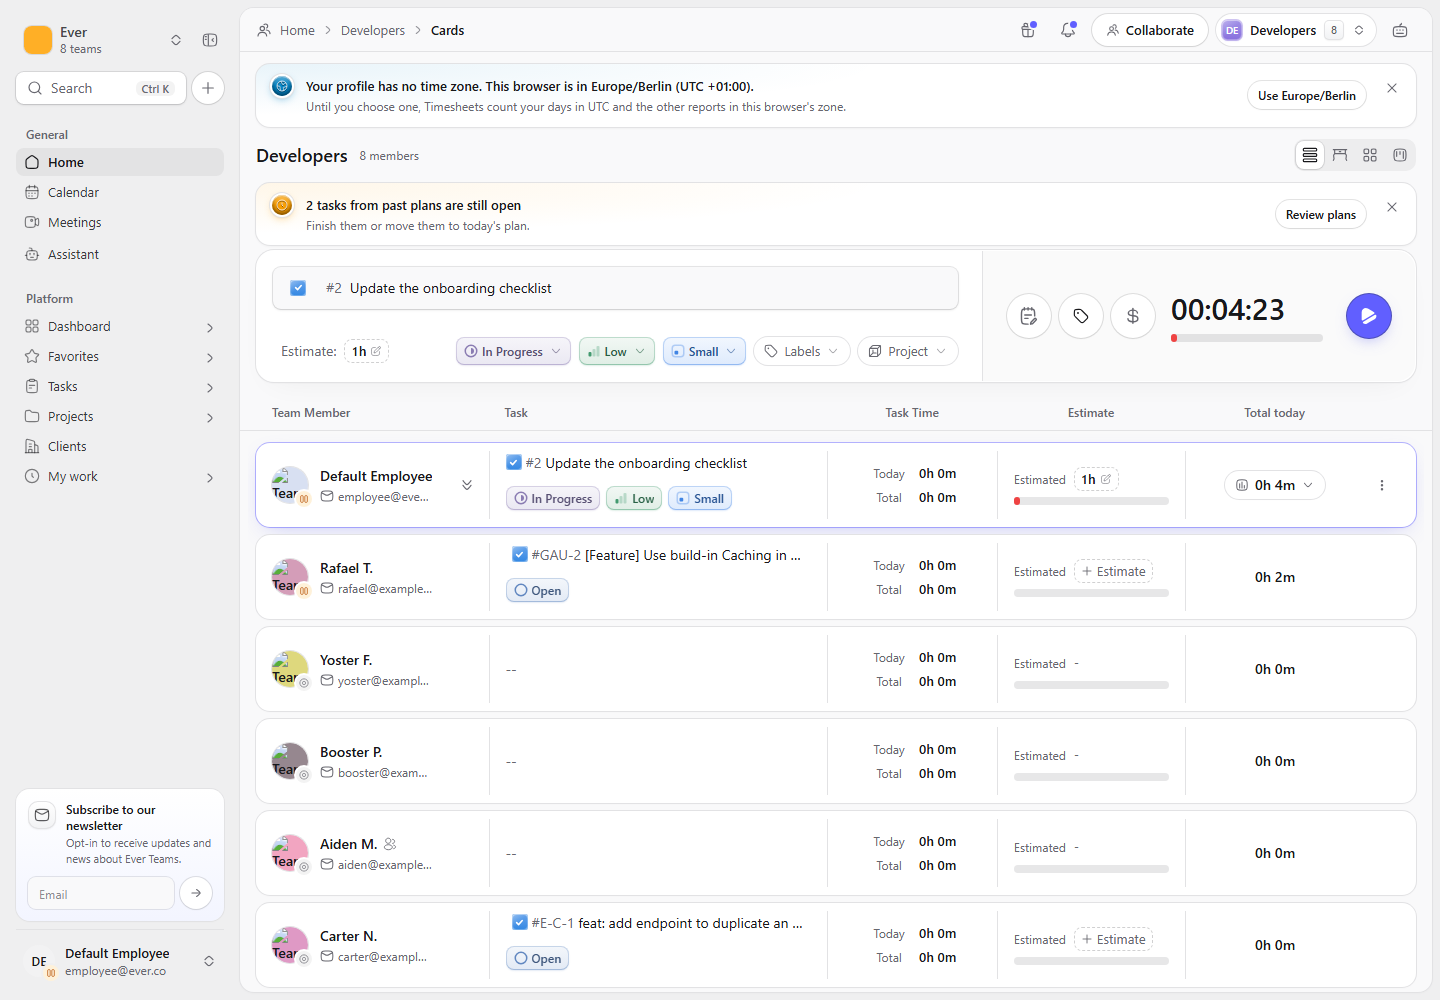 Ever
8 teams
Search
Ctrl K
General
Home
Calendar
Meetings
Assistant
Platform
Dashboard
Favorites
Tasks
Projects
Clients
My work
Subscribe to our
newsletter
Opt-in to receive updates and
news about Ever Teams.
Email
DE
Default Employee
employee@ever.co
Home
Developers
Cards
Collaborate
DE
Developers
8
Your profile has no time zone. This browser is in Europe/Berlin (UTC +01:00).
Until you choose one, Timesheets count your days in UTC and the other reports in this browser's zone.
Use Europe/Berlin
Developers
8 members
2 tasks from past plans are still open
Finish them or move them to today's plan.
Review plans
#2 Update the onboarding checklist
Estimate: 1h
In Progress
Low
Small
Labels
Project
00:04:23
Team Member
Task
Task Time
Estimate
Total today
Default Employee
employee@eve...
#2 Update the onboarding checklist
In Progress
Low
Small
Today 0h 0m
Total 0h 0m
Estimated 1h
0h 4m
Rafael T.
rafael@example...
#GAU-2 [Feature] Use build-in Caching in ...
Open
Today 0h 0m
Total 0h 0m
Estimated + Estimate
0h 2m
Yoster F.
yoster@exampl...
--
Today 0h 0m
Total 0h 0m
Estimated -
0h 0m
Booster P.
booster@exam...
--
Today 0h 0m
Total 0h 0m
Estimated -
0h 0m
Aiden M.
aiden@example...
--
Today 0h 0m
Total 0h 0m
Estimated -
0h 0m
Carter N.
carter@exampl...
#E-C-1 feat: add endpoint to duplicate an ...
Open
Today 0h 0m
Total 0h 0m
Estimated + Estimate
0h 0m